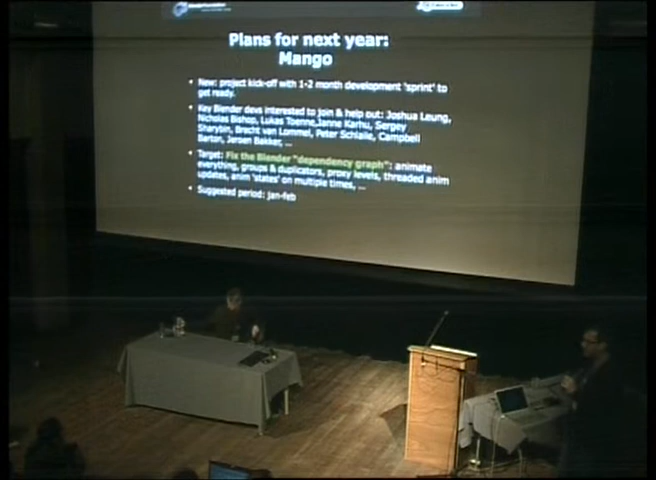 Plans for next year:
Mango
• New: project kick-off with 1-2 month development 'sprint' to
get ready.
• Key Blender devs interested to join & help out: Joshua Leung,
Nicholas Bishop, Lukas Toenne,Janne Karhu, Sergey
Sharybin, Brecht van Lommel, Peter Schlaile, Campbell
Barton, Jeroen Bakker, ...
• Target: Fix the Blender "dependency graph": animate
everything, groups & duplicators, proxy levels, threaded anim
updates, anim 'states' on multiple times, ...
• Suggested period: jan-feb